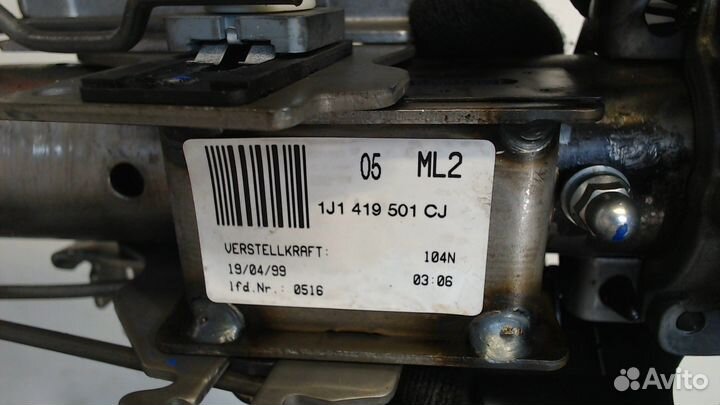 05 ML2
1J1 419 501 CJ
VERSTELLKRAFT: 104N
19/04/99 03:06
lfd.Nr.: 0516
Avito